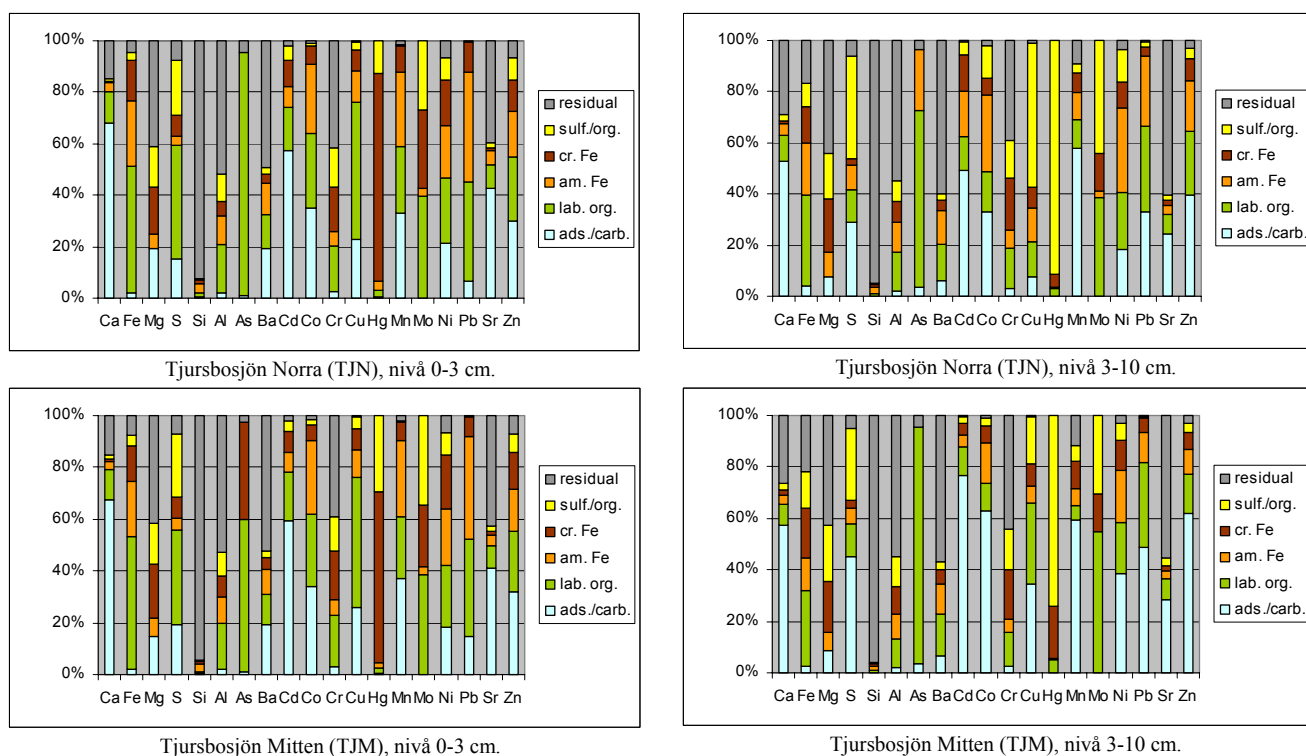 100%
80%
60%
40%
20%
0%
Ca Fe Mg S Si Al As Ba Cd Co Cr Cu Hg Mn Mo Ni Pb Sr Zn
residual
sulf./org.
cr. Fe
am. Fe
lab. org.
ads./carb.
Tjursbosjön Norra (TJN), nivå 0-3 cm.
100%
80%
60%
40%
20%
0%
Ca Fe Mg S Si Al As Ba Cd Co Cr Cu Hg Mn Mo Ni Pb Sr Zn
residual
sulf./org.
cr. Fe
am. Fe
lab. org.
ads./carb.
Tjursbosjön Norra (TJN), nivå 3-10 cm.
100%
80%
60%
40%
20%
0%
Ca Fe Mg S Si Al As Ba Cd Co Cr Cu Hg Mn Mo Ni Pb Sr Zn
residual
sulf./org.
cr. Fe
am. Fe
lab. org.
ads./carb.
Tjursbosjön Mitten (TJM), nivå 0-3 cm.
100%
80%
60%
40%
20%
0%
Ca Fe Mg S Si Al As Ba Cd Co Cr Cu Hg Mn Mo Ni Pb Sr Zn
residual
sulf./org.
cr. Fe
am. Fe
lab. org.
ads./carb.
Tjursbosjön Mitten (TJM), nivå 3-10 cm.